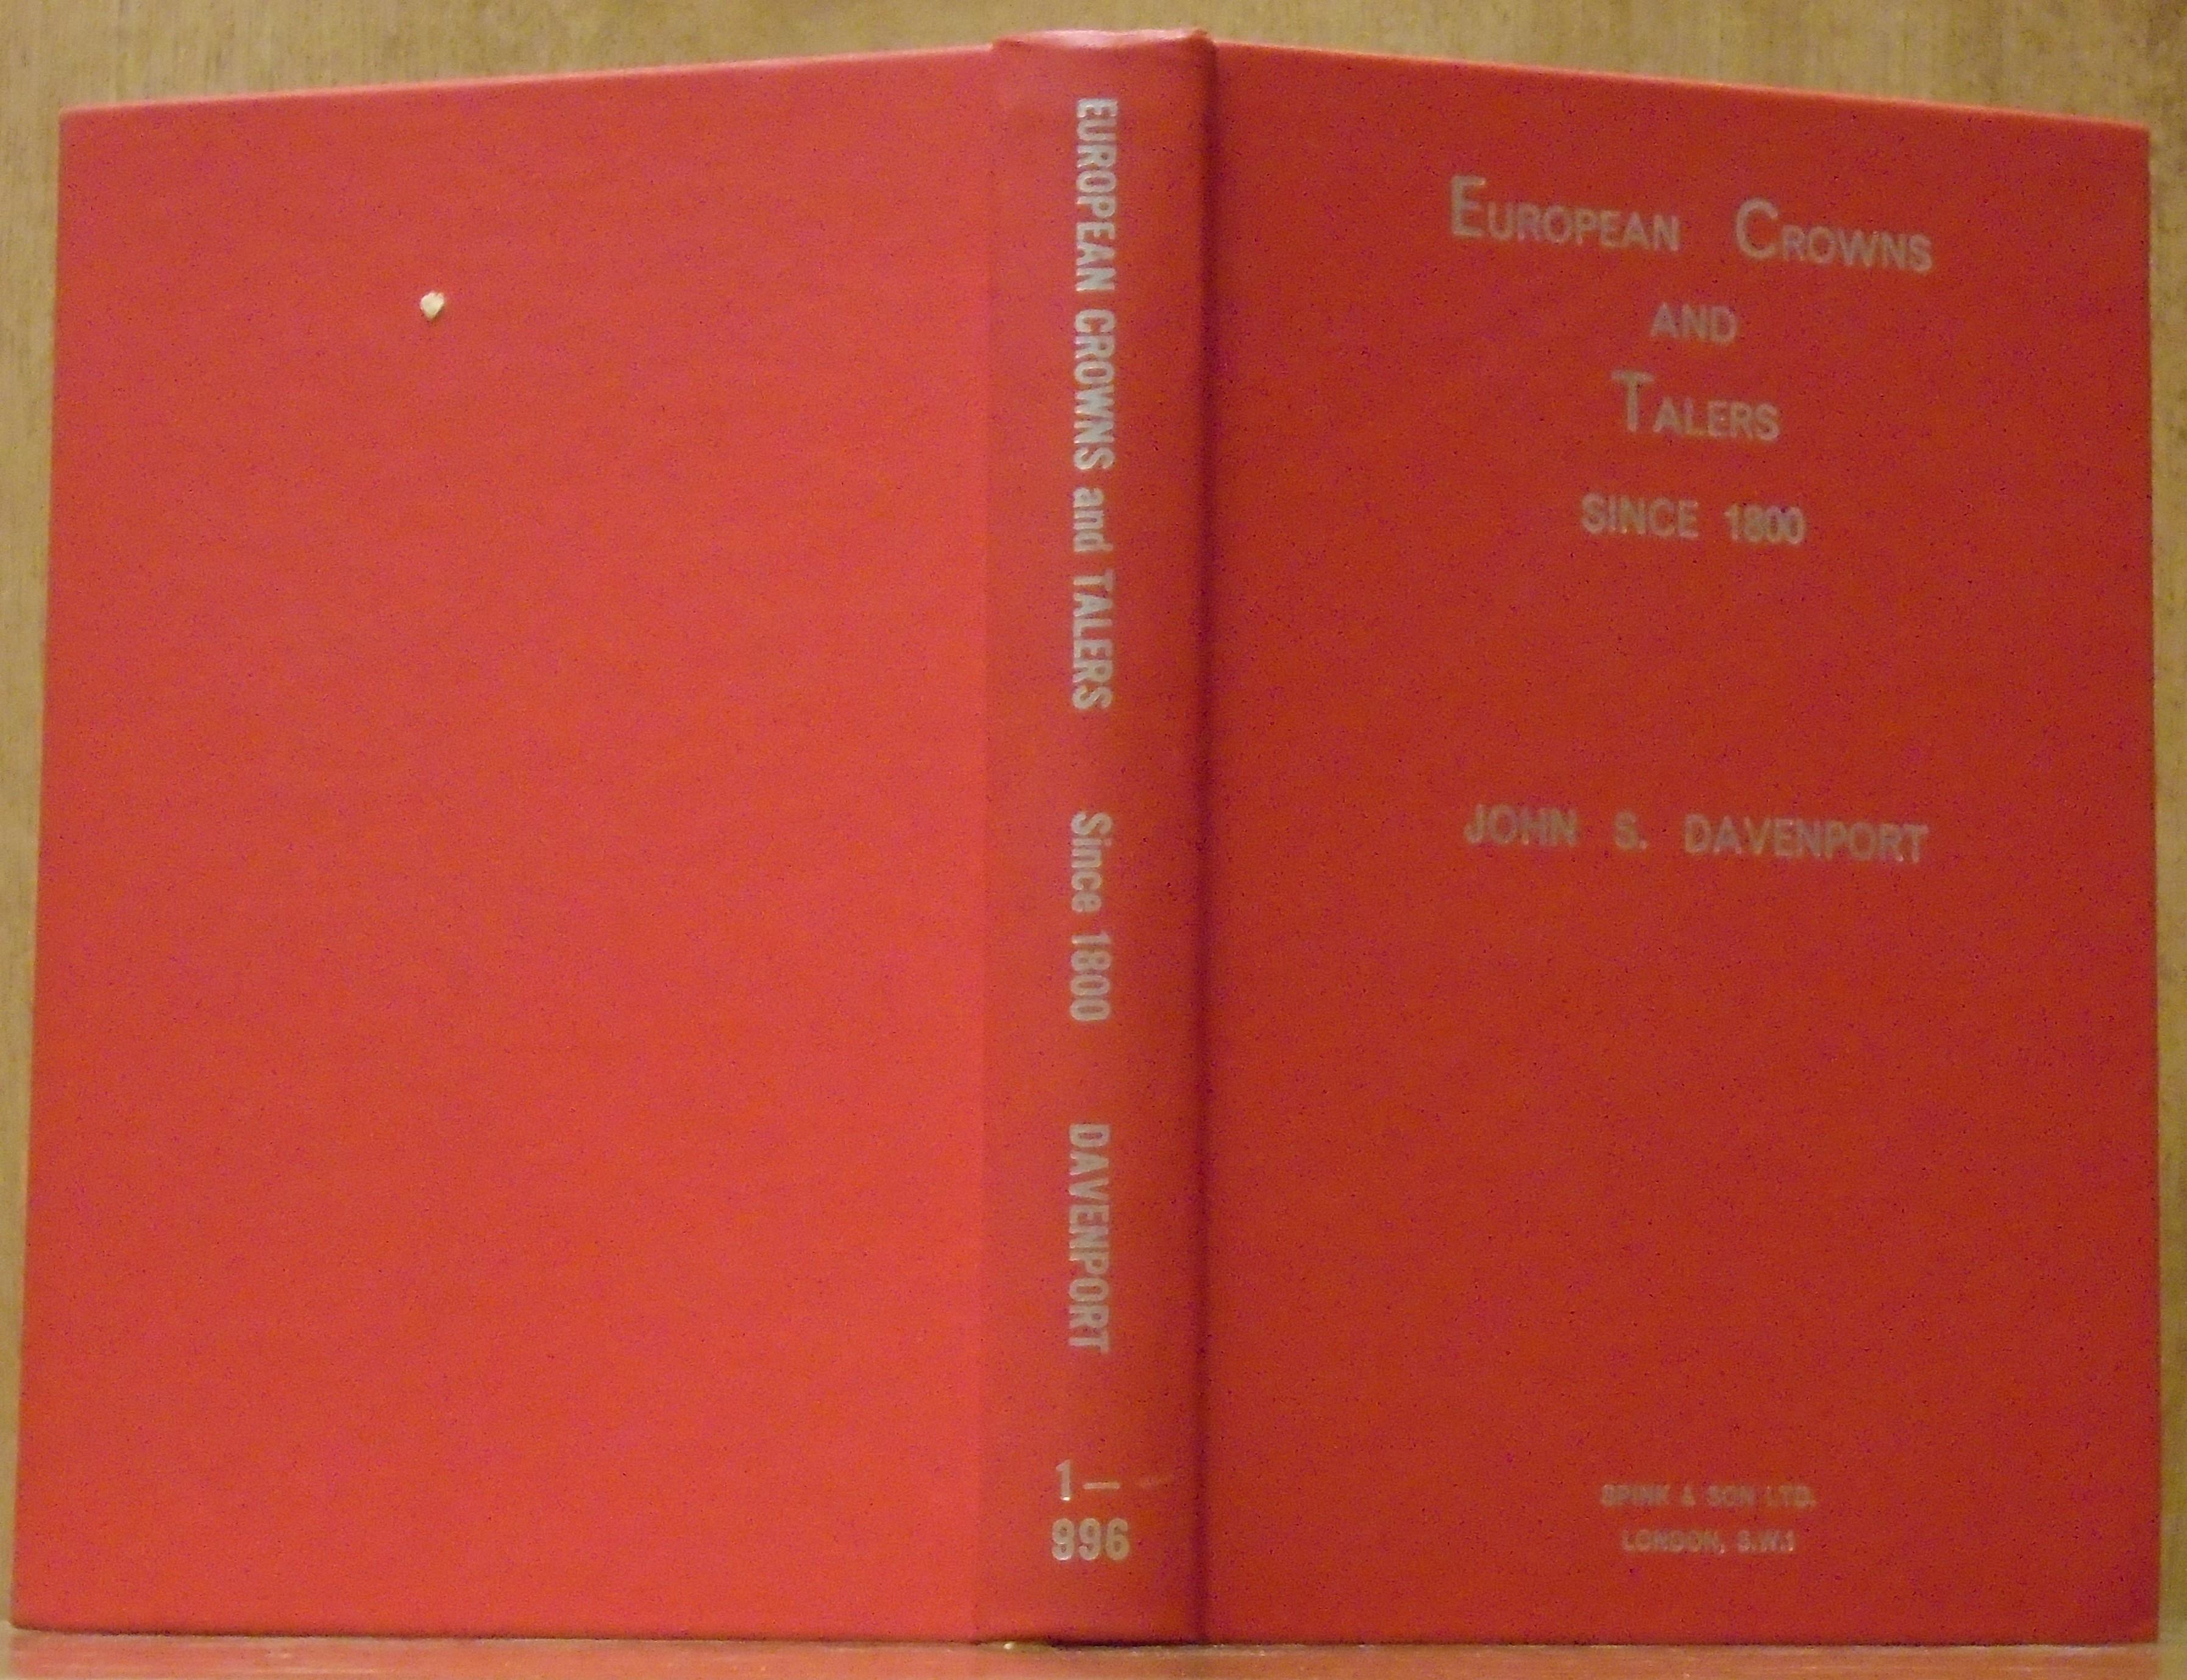 EUROPEAN CROWNS and TALERS Since 1800 DAVENPORT
1—
996
EUROPEAN CROWNS
AND
TALERS
SINCE 1800
JOHN S. DAVENPORT
SPINK & SON LTD.
LONDON, S.W.1